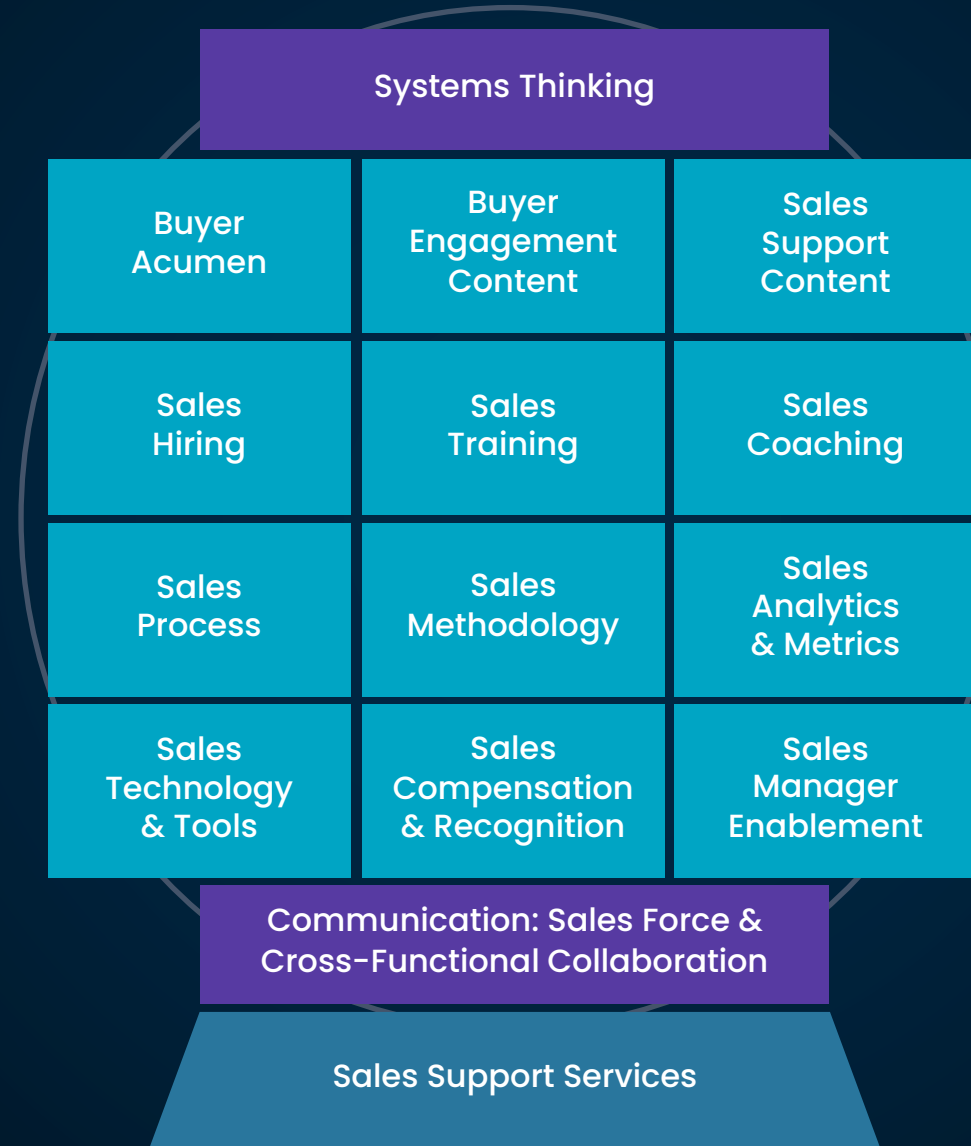 Systems Thinking
Buyer
Acumen
Buyer
Engagement
Content
Sales
Support
Content
Sales
Hiring
Sales
Training
Sales
Coaching
Sales
Process
Sales
Methodology
Sales
Analytics
& Metrics
Sales
Technology
& Tools
Sales
Compensation
& Recognition
Sales
Manager
Enablement
Communication: Sales Force &
Cross-Functional Collaboration
Sales Support Services